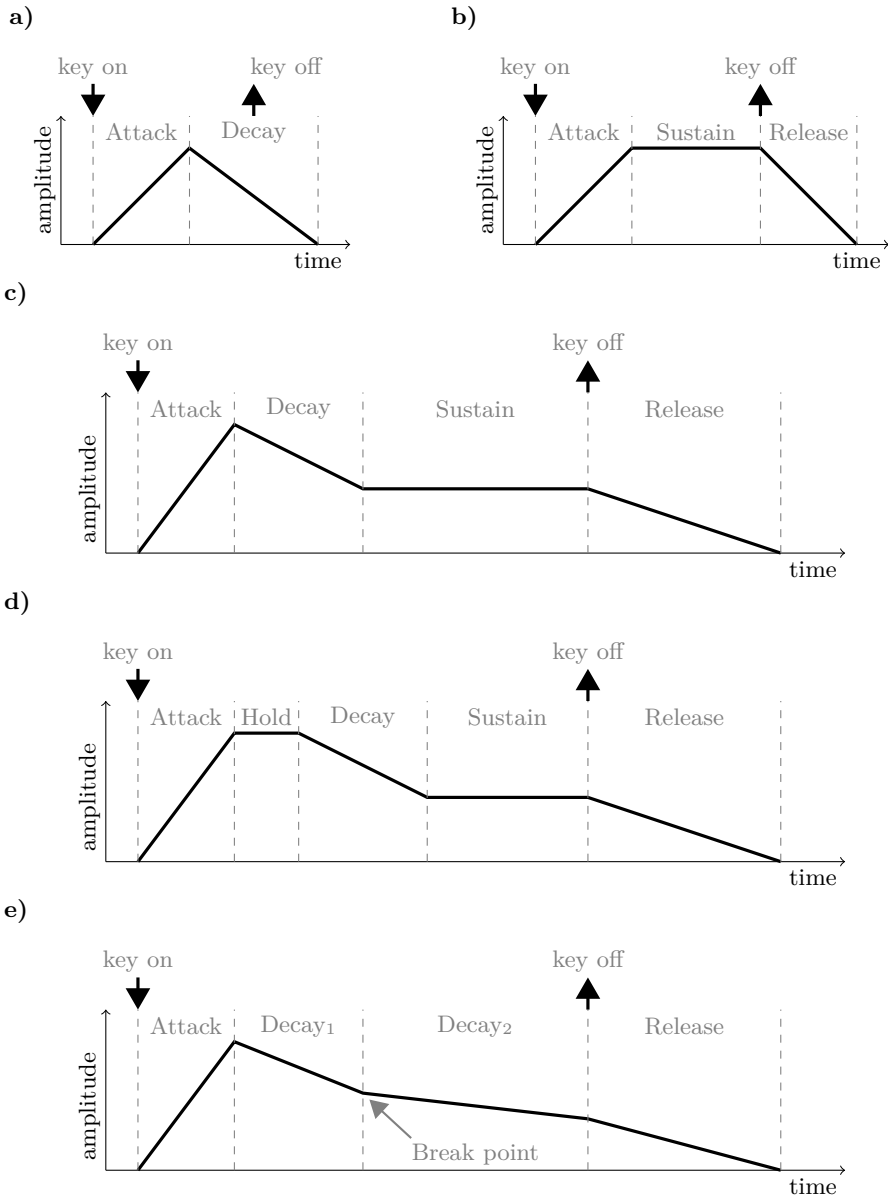 a)
key on
key off
Attack
Decay
amplitude
time
b)
key on
key off
Attack
Sustain
Release
amplitude
time
c)
key on
key off
Attack
Decay
Sustain
Release
amplitude
time
d)
key on
key off
Attack
Hold
Decay
Sustain
Release
amplitude
time
e)
key on
key off
Attack
Decay₁
Decay₂
Release
amplitude
Break point
time